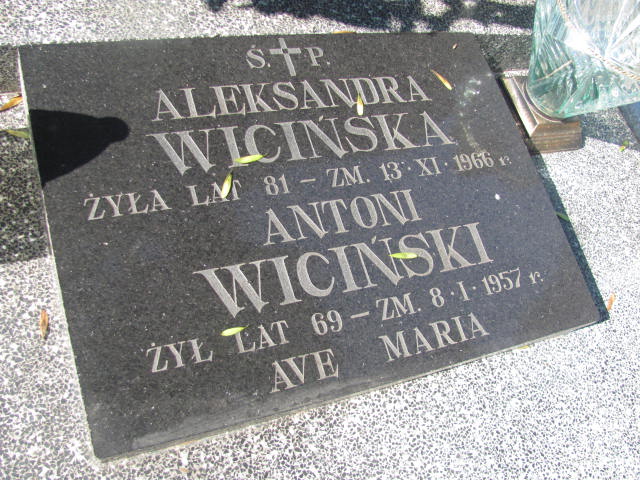 Ś.†P.
ALEKSANDRA
WICIŃSKA
ŻYŁA LAT 81 – ZM. 13·XI·1966 r.
ANTONI
WICIŃSKI
ŻYŁ LAT 69 – ZM. 8·I·1957 r.
AVE MARIA